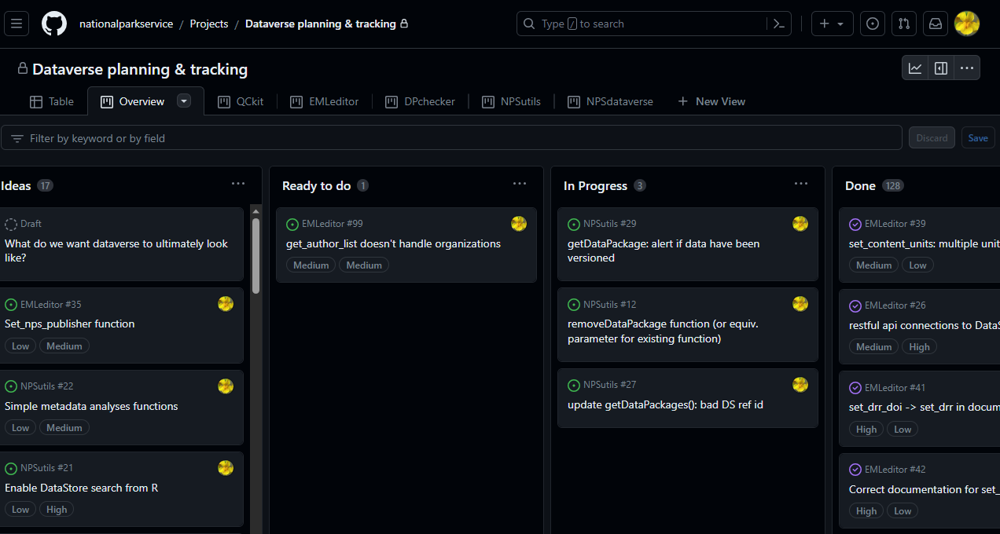 nationalparkservice / Projects / Dataverse planning & tracking
Type / to search
Dataverse planning & tracking
Table
Overview
QCkit
EMLeditor
DPchecker
NPSutils
NPSdataverse
New View
Filter by keyword or by field
Discard
Save
Ideas 17
Draft
What do we want dataverse to ultimately look
like?
EMLeditor #35
Set_nps_publisher function
Low Medium
NPSutils #22
Simple metadata analyses functions
Low Medium
NPSutils #21
Enable DataStore search from R
Low High
Ready to do 1
EMLeditor #99
get_author_list doesn't handle organizations
Medium Medium
In Progress 3
NPSutils #29
getDataPackage: alert if data have been
versioned
NPSutils #12
removeDataPackage function (or equiv.
parameter for existing function)
NPSutils #27
update getDataPackages(): bad DS ref id
Done 128
EMLeditor #39
set_content_units: multiple unit
Medium Low
EMLeditor #26
restful api connections to DataS
Medium High
EMLeditor #41
set_drr_doi -> set_drr in docum
High Low
EMLeditor #42
Correct documentation for set_
High Low